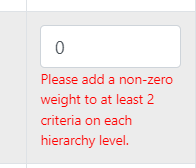 0
Please add a non-zero
weight to at least 2
criteria on each
hierarchy level.